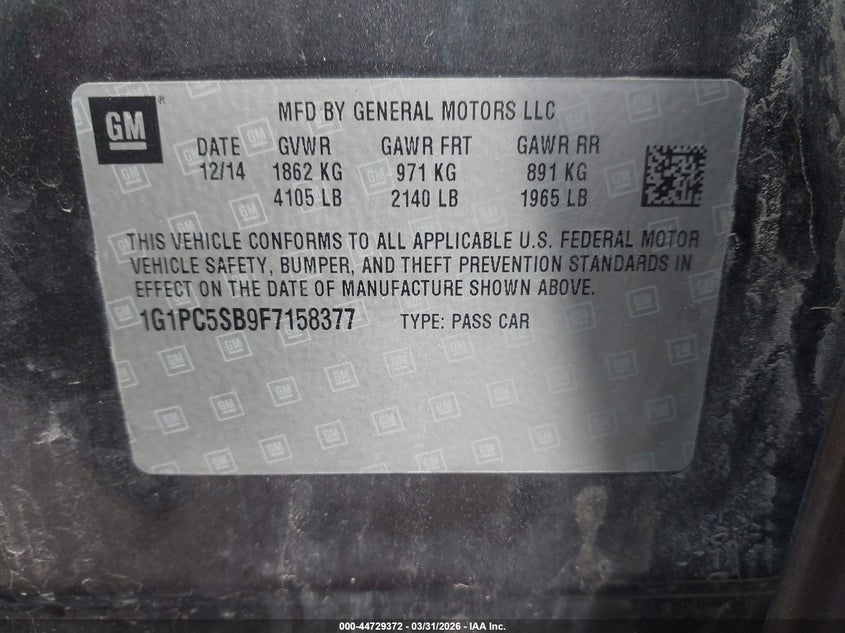 GM
MFD BY GENERAL MOTORS LLC
DATE GVWR GAWR FRT GAWR RR
12/14 1862 KG 971 KG 891 KG
4105 LB 2140 LB 1965 LB
THIS VEHICLE CONFORMS TO ALL APPLICABLE U.S. FEDERAL MOTOR
VEHICLE SAFETY, BUMPER, AND THEFT PREVENTION STANDARDS IN
EFFECT ON THE DATE OF MANUFACTURE SHOWN ABOVE.
1G1PC5SB9F7158377 TYPE: PASS CAR
000-44729372 - 03/31/2026 - IAA Inc.